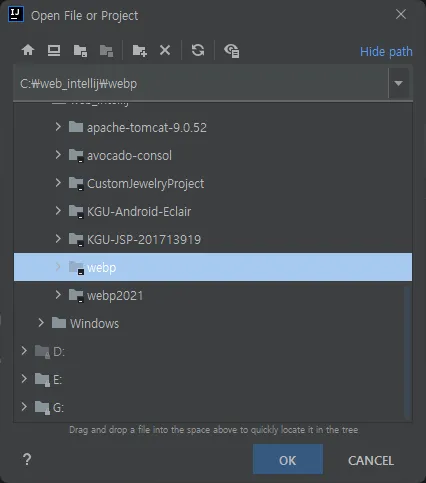 IJ Open File or Project
Hide path
C:₩web_intellij₩webp
web_intellij
apache-tomcat-9.0.52
avocado-consol
CustomJewelryProject
KGU-Android-Eclair
KGU-JSP-201713919
webp
webp2021
Windows
D:
E:
G:
Drag and drop a file into the space above to quickly locate it in the tree
?
OK
CANCEL